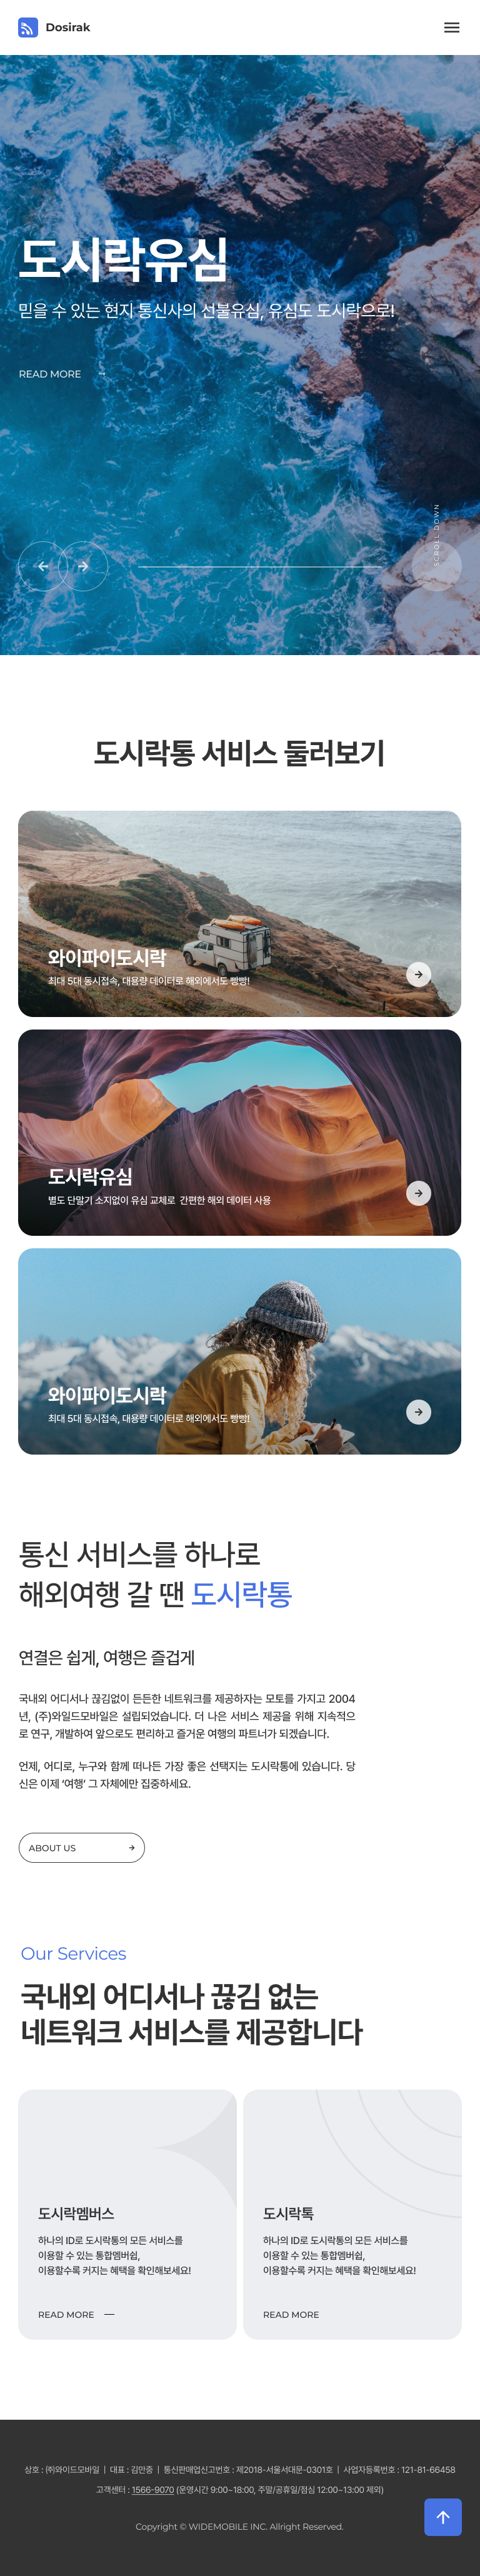 Dosirak
도시락유심
믿을 수 있는 현지 통신사의 선불유심, 유심도 도시락으로!
READ MORE
SCROLL DOWN
도시락통 서비스 둘러보기
와이파이도시락
최대 5대 동시접속, 대용량 데이터로 해외에서도 빵빵!
도시락유심
별도 단말기 소지없이 유심 교체로 간편한 해외 데이터 사용
와이파이도시락
최대 5대 동시접속, 대용량 데이터로 해외에서도 빵빵!
통신 서비스를 하나로
해외여행 갈 땐 도시락통
연결은 쉽게, 여행은 즐겁게
국내외 어디서나 끊김없이 든든한 네트워크를 제공하자는 모토를 가지고 2004
년, (주)와일드모바일은 설립되었습니다. 더 나은 서비스 제공을 위해 지속적으
로 연구, 개발하여 앞으로도 편리하고 즐거운 여행의 파트너가 되겠습니다.
언제, 어디로, 누구와 함께 떠나든 가장 좋은 선택지는 도시락통에 있습니다. 당
신은 이제 ‘여행’ 그 자체에만 집중하세요.
ABOUT US
Our Services
국내외 어디서나 끊김 없는
네트워크 서비스를 제공합니다
도시락멤버스
하나의 ID로 도시락통의 모든 서비스를
이용할 수 있는 통합멤버쉽,
이용할수록 커지는 혜택을 확인해보세요!
READ MORE
도시락톡
하나의 ID로 도시락통의 모든 서비스를
이용할 수 있는 통합멤버쉽,
이용할수록 커지는 혜택을 확인해보세요!
READ MORE
상호 : ㈜와이드모바일 | 대표 : 김만중 | 통신판매업신고번호 : 제2018-서울서대문-0301호 | 사업자등록번호 : 121-81-66458
고객센터 : 1566-9070 (운영시간 9:00~18:00, 주말/공휴일/점심 12:00~13:00 제외)
Copyright © WIDEMOBILE INC. Allright Reserved.